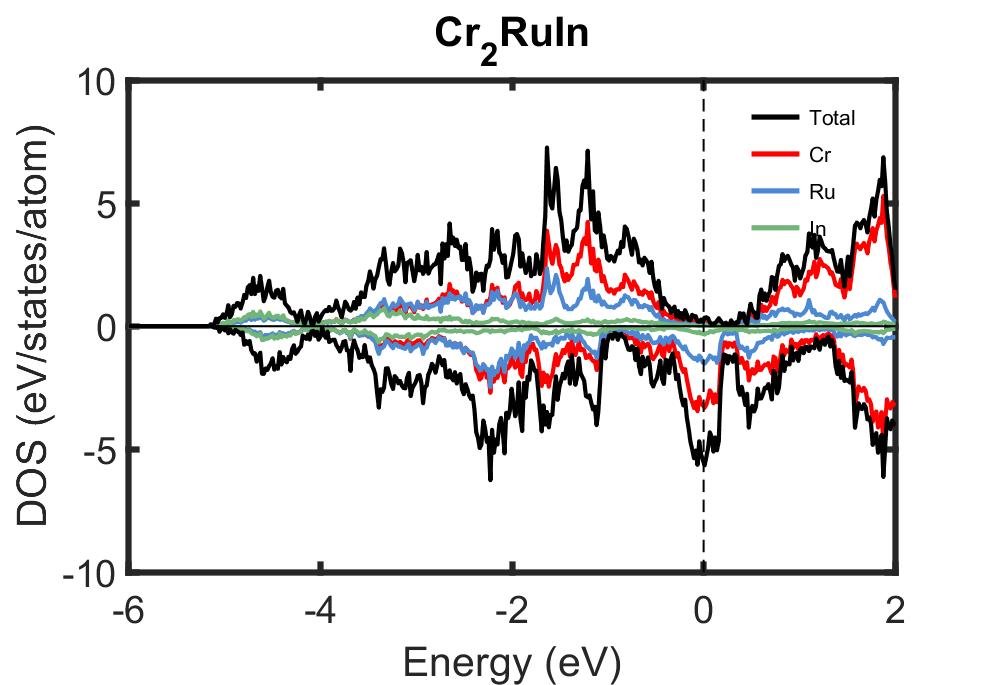 Cr2RuIn
DOS (eV/states/atom)
10
5
0
-5
-10
Total
Cr
Ru
In
-6
-4
-2
0
2
Energy (eV)